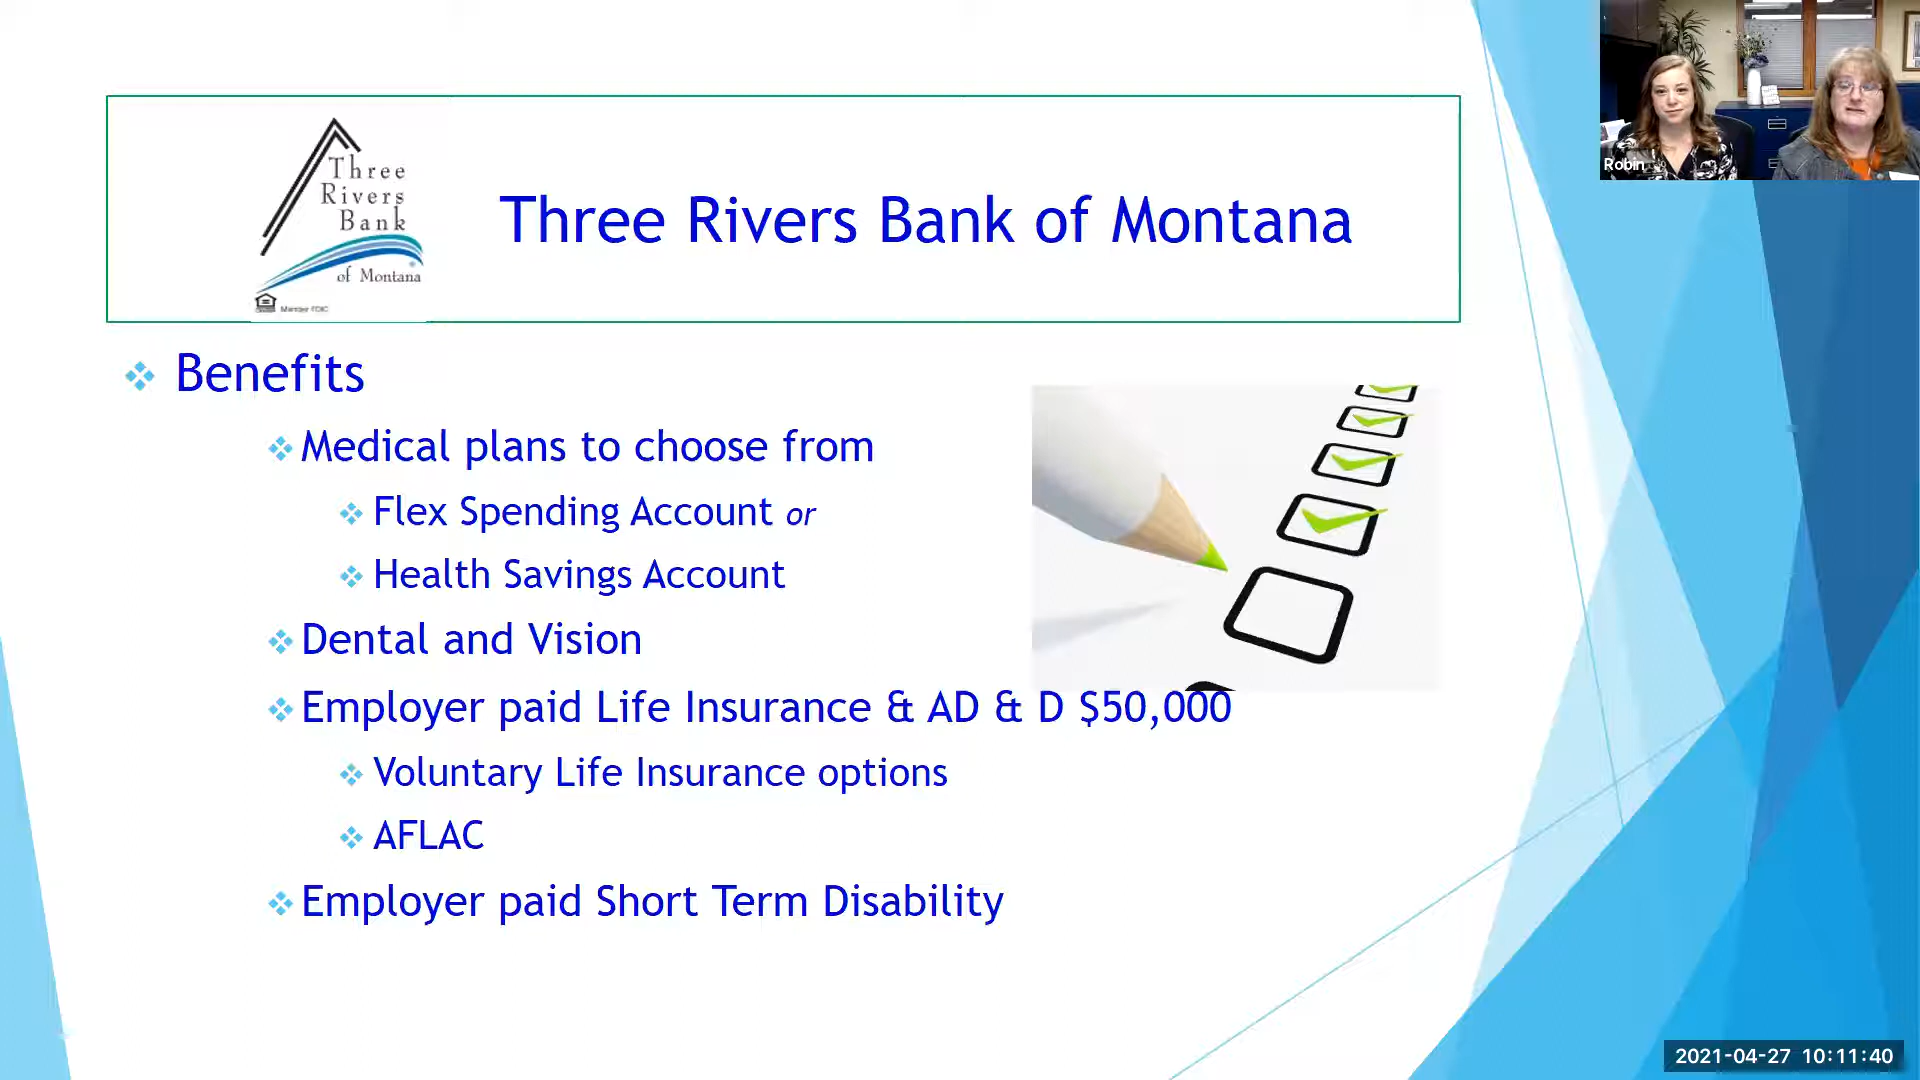 Three
Rivers
Bank
of Montana
Member FDIC
Three Rivers Bank of Montana
Robin
Benefits
Medical plans to choose from
Flex Spending Account or
Health Savings Account
Dental and Vision
Employer paid Life Insurance & AD & D $50,000
Voluntary Life Insurance options
AFLAC
Employer paid Short Term Disability
2021-04-27 10:11:40